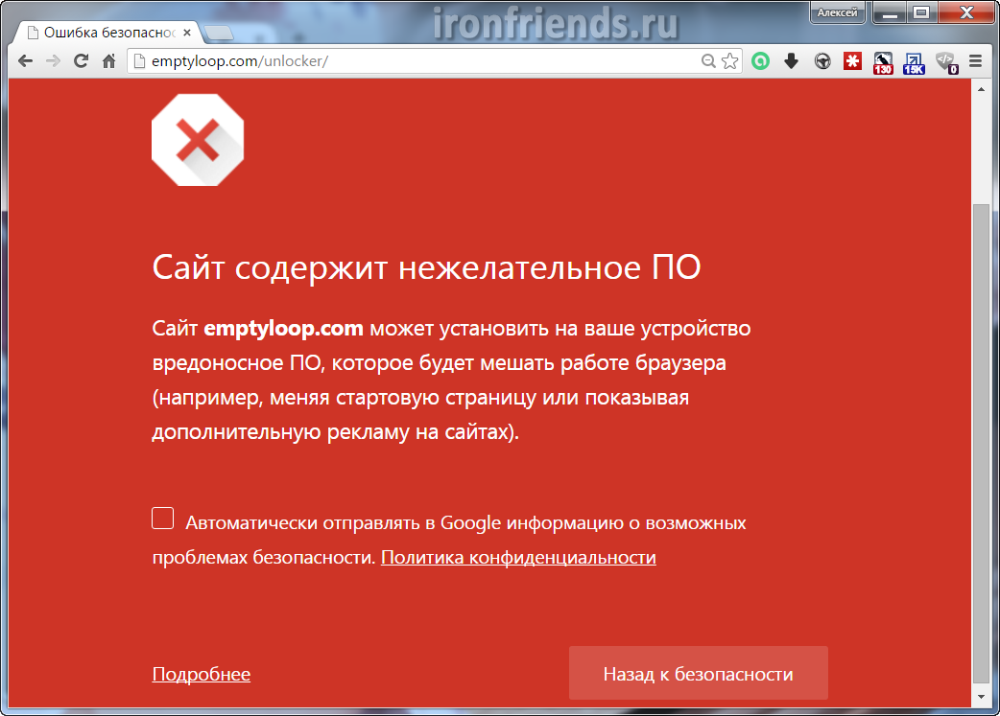 ironfriends.ru
Алексей
Ошибка безопаснос
emptyloop.com/unlocker/
130
15K
0
Сайт содержит нежелательное ПО
Сайт emptyloop.com может установить на ваше устройство
вредоносное ПО, которое будет мешать работе браузера
(например, меняя стартовую страницу или показывая
дополнительную рекламу на сайтах).
Автоматически отправлять в Google информацию о возможных
проблемах безопасности. Политика конфиденциальности
Подробнее
Назад к безопасности